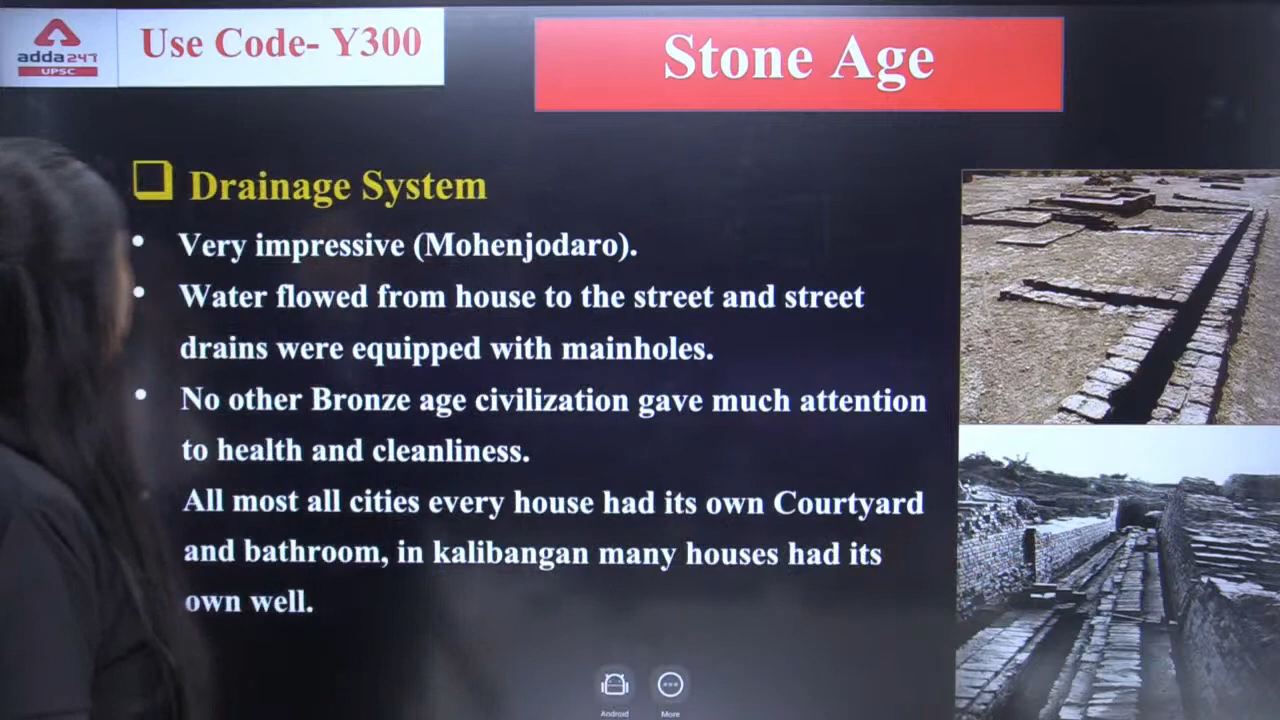 adda247
UPSC
Use Code- Y300
Stone Age
Drainage System
• Very impressive (Mohenjodaro).
• Water flowed from house to the street and street
drains were equipped with mainholes.
• No other Bronze age civilization gave much attention
to health and cleanliness.
All most all cities every house had its own Courtyard
and bathroom, in kalibangan many houses had its
own well.
Android
More